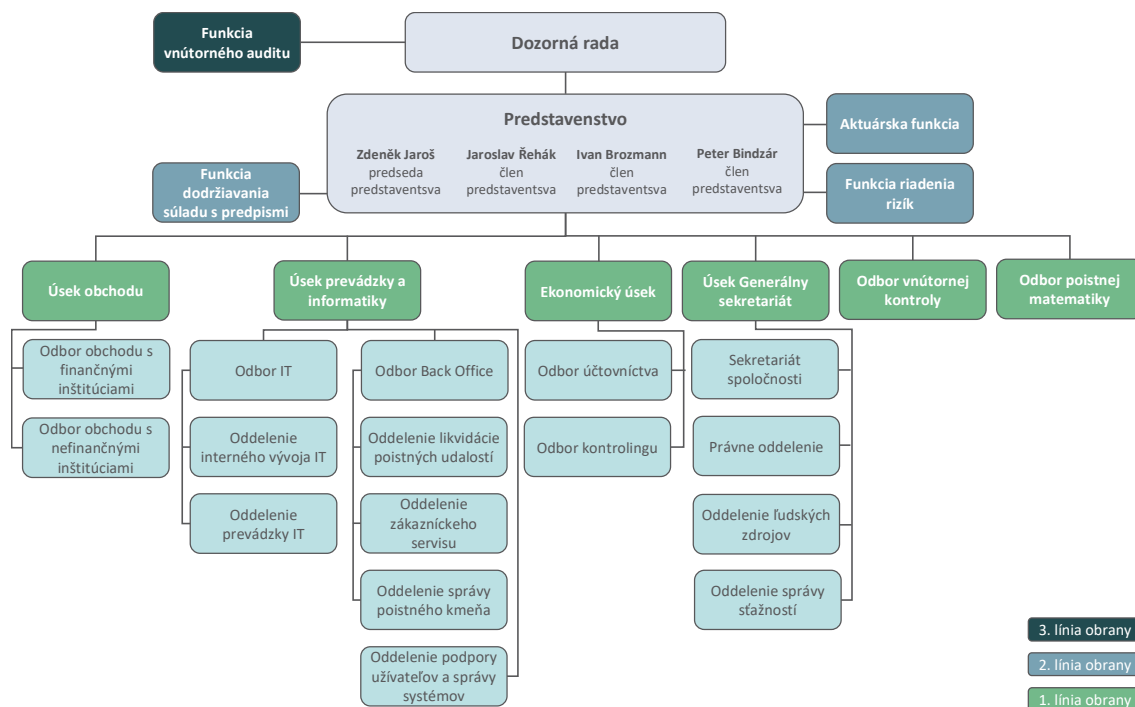 Funkcia
vnútorného auditu
Dozorná rada
Predstavenstvo
Zdeněk Jaroš
predseda
predstaventsva
Jaroslav Řehák
člen
predstaventsva
Ivan Brozmann
člen
predstaventsva
Peter Bindzár
člen
predstaventsva
Aktuárska funkcia
Funkcia
dodržiavania
súladu s predpismi
Funkcia riadenia
rizík
Úsek obchodu
Úsek prevádzky a
informatiky
Ekonomický úsek
Úsek Generálny
sekretariát
Odbor vnútornej
kontroly
Odbor poistnej
matematiky
Odbor obchodu s
finančnými
inštitúciami
Odbor obchodu s
nefinančnými
inštitúciami
Odbor IT
Oddelenie
interného vývoja IT
Oddelenie
prevádzky IT
Odbor Back Office
Oddelenie likvidácie
poistných udalostí
Oddelenie
zákazníckeho
servisu
Oddelenie správy
poistného kmeňa
Oddelenie podpory
užívateľov a správy
systémov
Odbor účtovníctva
Odbor kontrolingu
Sekretariát
spoločnosti
Právne oddelenie
Oddelenie ľudských
zdrojov
Oddelenie správy
sťažností
3. línia obrany
2. línia obrany
1. línia obrany